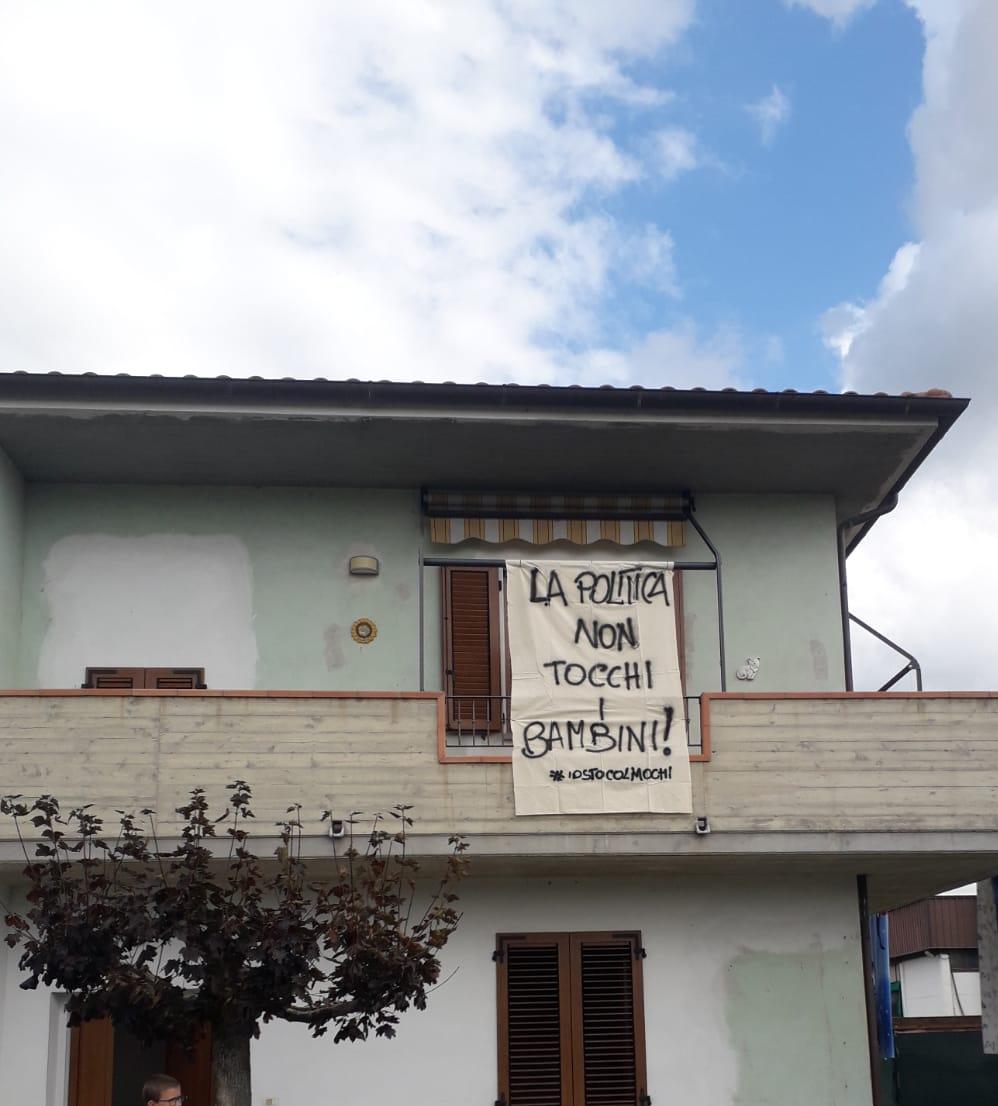 LA POLITICA
NON
TOCCHI
I
BAMBINI!
#IOSTOCOLMOCHI